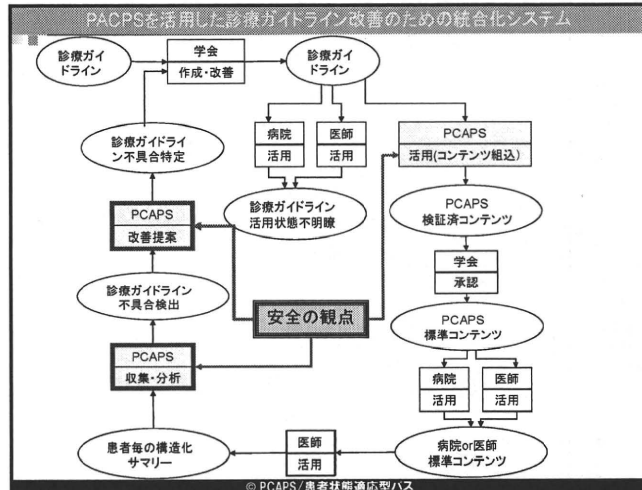 PACPSを活用した診療ガイドライン改善のための統合化システム
診療ガイ
ドライン
学会
作成・改善
診療ガイ
ドライン
病院
活用
医師
活用
PCAPS
活用(コンテンツ組込)
診療ガイドライ
ン不具合特定
診療ガイドライン
活用状態不明瞭
PCAPS
検証済コンテンツ
PCAPS
改善提案
学会
承認
診療ガイドライン
不具合検出
安全の観点
PCAPS
標準コンテンツ
PCAPS
収集・分析
病院
活用
医師
活用
患者毎の構造化
サマリー
医師
活用
病院or医師
標準コンテンツ
© PCAPS/患者状態適応型パス